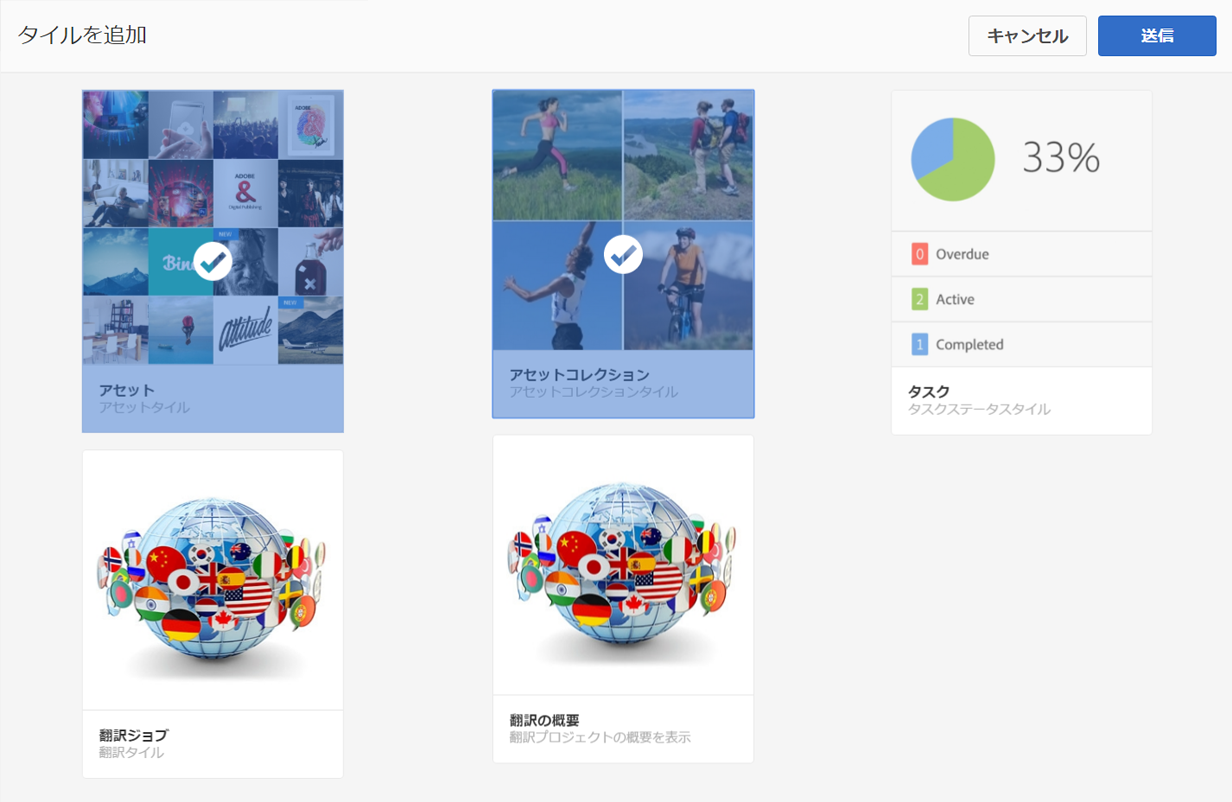 タイルを追加
キャンセル
送信
ADOBE
ADOBE
&
Digital Publishing
NEW
Bin
NEW
Attitude
アセット
アセットタイル
アセットコレクション
アセットコレクションタイル
33%
0 Overdue
2 Active
1 Completed
タスク
タスクステータスタイル
翻訳ジョブ
翻訳タイル
翻訳の概要
翻訳プロジェクトの概要を表示